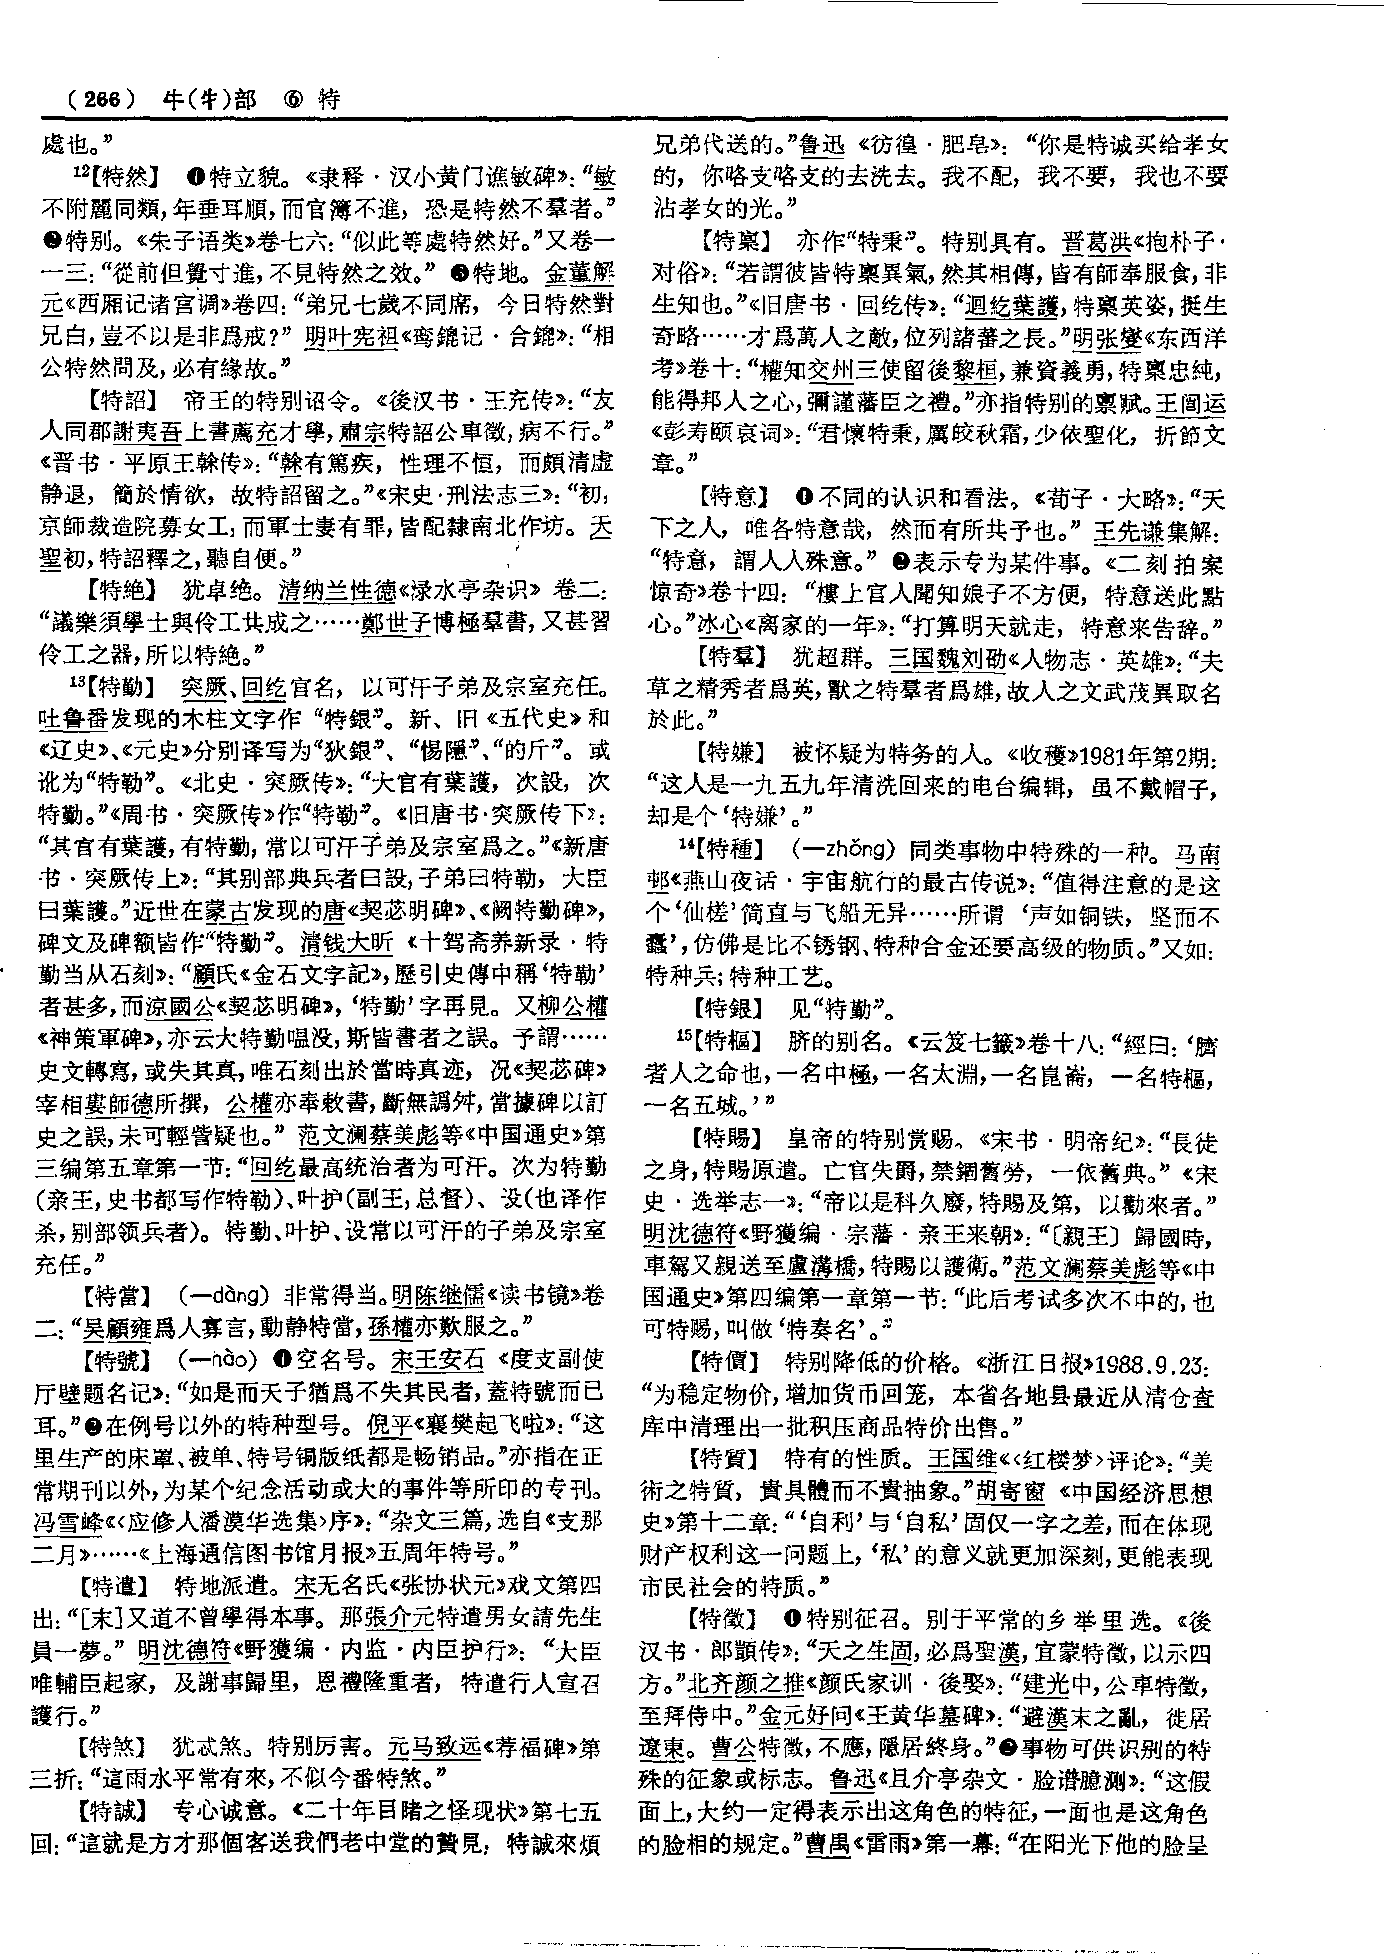 （266） 牛(牜)部 ⑥ 特
處也。”
¹²【特然】 ❶特立貌。《隶释·汉小黄门谯敏碑》：“敏
不附麗同類，年垂耳順，而官簿不進，恐是特然不羣者。”
❷特别。《朱子语类》卷七六：“似此等處特然好。”又卷一
一三：“從前但覺寸進，不見特然之效。” ❸特地。金董解
元《西厢记诸宫调》卷四：“弟兄七歲不同席，今日特然對
兄白，豈不以是非爲戒？” 明叶宪祖《鸾鎞记·合鎞》：“相
公特然問及，必有緣故。”
【特詔】 帝王的特别诏令。《後汉书·王充传》：“友
人同郡謝夷吾上書薦充才學，肅宗特詔公車徵，病不行。”
《晋书·平原王榦传》：“榦有篤疾，性理不恒，而頗清虚
静退，簡於情欲，故特詔留之。”《宋史·刑法志三》：“初，
京師裁造院募女工，而軍士妻有罪，皆配隸南北作坊。天
聖初，特詔釋之，聽自便。”
【特绝】 犹卓绝。清纳兰性德《渌水亭杂识》卷二：
“議樂須學士與伶工共成之……鄭世子博極羣書，又甚習
伶工之器，所以特絶。”
¹³【特勤】 突厥、回纥官名，以可汗子弟及宗室充任。
吐鲁番发现的木柱文字作“特銀”。新、旧《五代史》和
《辽史》、《元史》分别译写为“狄銀”、“惕隱”、“的斤”。或
讹为“特勒”。《北史·突厥传》：“大官有葉護，次設，次
特勤。”《周书·突厥传》作“特勒”。《旧唐书·突厥传下》：
“其官有葉護，有特勤，常以可汗子弟及宗室爲之。”《新唐
书·突厥传上》：“其别部典兵者曰設，子弟曰特勒，大臣
曰葉護。”近世在蒙古发现的唐《契苾明碑》、《阙特勤碑》，
碑文及碑额皆作“特勤”。清钱大昕《十驾斋养新录·特
勤当从石刻》：“顧氏《金石文字記》，歷引史傳中稱‘特勒’
者甚多，而涼國公《契苾明碑》，‘特勤’字再見。又柳公權
《神策軍碑》，亦云大特勤嗢没，斯皆書者之誤。予謂……
史文轉寫，或失其真，唯石刻出於當時真迹，况《契苾碑》
宰相婁師德所撰，公權亦奉敕書，斷無譌舛，當據碑以訂
史之誤，未可輕訾疑也。” 范文澜蔡美彪等《中国通史》第
三编第五章第一节：“回纥最高统治者为可汗。次为特勤
(亲王，史书都写作特勒)、叶护(副王，总督)、设(也译作
杀，别部领兵者)。特勤、叶护、设常以可汗的子弟及宗室
充任。”
【特當】 （—dàng）非常得当。明陈继儒《读书镜》卷
二：“吴顧雍爲人寡言，動静特當，孫權亦歎服之。”
【特號】 （—hào）❶空名号。宋王安石《度支副使
厅壁题名记》：“如是而天子猶爲不失其民者，蓋特號而已
耳。”❷在例号以外的特种型号。倪平《襄樊起飞啦》：“这
里生产的床罩、被单、特号铜版纸都是畅销品。”亦指在正
常期刊以外，为某个纪念活动或大的事件等所印的专刊。
冯雪峰《〈应修人潘漠华选集〉序》：“杂文三篇，选自《支那
二月》……《上海通信图书馆月报》五周年特号。”
【特遣】 特地派遣。宋无名氏《张协状元》戏文第四
出：“[末]又道不曾學得本事。那張介元特遣男女請先生
員一夢。” 明沈德符《野獲编·内监·内臣护行》：“大臣
唯輔臣起家，及謝事歸里，恩禮隆重者，特遣行人宣召
護行。”
【特煞】 犹忒煞。特别厉害。元马致远《荐福碑》第
三折：“這雨水平常有來，不似今番特煞。”
【特誠】 专心诚意。《二十年目睹之怪现状》第七五
回：“這就是方才那個客送我們老中堂的贄見，特誠來煩
兄弟代送的。”鲁迅《彷徨·肥皂》：“你是特诚买给孝女
的，你咯支咯支的去洗去。我不配，我不要，我也不要
沾孝女的光。”
【特禀】 亦作“特秉”。特别具有。晋葛洪《抱朴子·
对俗》：“若謂彼皆特禀異氣，然其相傳，皆有師奉服食，非
生知也。”《旧唐书·回纥传》：“迴紇葉護，特禀英姿，挺生
奇略……才爲萬人之敵，位列諸蕃之長。”明张燮《东西洋
考》卷十：“權知交州三使留後黎桓，兼資義勇，特禀忠純，
能得邦人之心，彌謹藩臣之禮。”亦指特别的禀赋。王闿运
《彭寿颐哀词》：“君懷特秉，厲皎秋霜，少依聖化，折節文
章。”
【特意】 ❶不同的认识和看法。《荀子·大略》：“天
下之人，唯各特意哉，然而有所共予也。” 王先谦集解：
“特意，謂人人殊意。” ❷表示专为某件事。《二刻拍案
惊奇》卷十四：“樓上官人聞知娘子不方便，特意送此點
心。”冰心《离家的一年》：“打算明天就走，特意来告辞。”
【特羣】 犹超群。三国魏刘劭《人物志·英雄》：“夫
草之精秀者爲英，獸之特羣者爲雄，故人之文武茂異取名
於此。”
【特嫌】 被怀疑为特务的人。《收穫》1981年第2期：
“这人是一九五九年清洗回来的电台编辑，虽不戴帽子，
却是个‘特嫌’。”
¹⁴【特種】 （—zhǒng）同类事物中特殊的一种。马南
邨《燕山夜话·宇宙航行的最古传说》：“值得注意的是这
个‘仙槎’简直与飞船无异……所谓‘声如铜铁，坚而不
蠹’，仿佛是比不锈钢、特种合金还要高级的物质。”又如：
特种兵；特种工艺。
【特銀】 见“特勤”。
¹⁵【特樞】 脐的别名。《云笈七籤》卷十八：“經曰：‘臍
者人之命也，一名中極，一名太淵，一名崑崙，一名特樞，
一名五城。’”
【特賜】 皇帝的特别赏赐。《宋书·明帝纪》：“長徒
之身，特賜原遣。亡官失爵，禁錮舊勞，一依舊典。”《宋
史·选举志一》：“帝以是科久廢，特賜及第，以勸來者。”
明沈德符《野獲编·宗藩·亲王来朝》：“〔親王〕歸國時，
車駕又親送至盧溝橋，特賜以護衛。”范文澜蔡美彪等《中
国通史》第四编第一章第一节：“此后考试多次不中的，也
可特赐，叫做‘特奏名’。”
【特價】 特别降低的价格。《浙江日报》1988.9.23：
“为稳定物价，增加货币回笼，本省各地县最近从清仓查
库中清理出一批积压商品特价出售。”
【特質】 特有的性质。王国维《〈红楼梦〉评论》：“美
術之特質，貴具體而不貴抽象。”胡寄窗《中国经济思想
史》第十二章：“‘自利’与‘自私’固仅一字之差，而在体现
财产权利这一问题上，‘私’的意义就更加深刻，更能表现
市民社会的特质。”
【特徵】 ❶特别征召。别于平常的乡举里选。《後
汉书·郎顗传》：“天之生固，必爲聖漢，宜蒙特徵，以示四
方。”北齐颜之推《颜氏家训·後娶》：“建光中，公車特徵，
至拜侍中。”金元好问《王黄华墓碑》：“避漢末之亂，徙居
遼東。曹公特徵，不應，隱居終身。”❷事物可供识别的特
殊的征象或标志。鲁迅《且介亭杂文·脸谱臆测》：“这假
面上，大约一定得表示出这角色的特征，一面也是这角色
的脸相的规定。”曹禺《雷雨》第一幕：“在阳光下他的脸呈